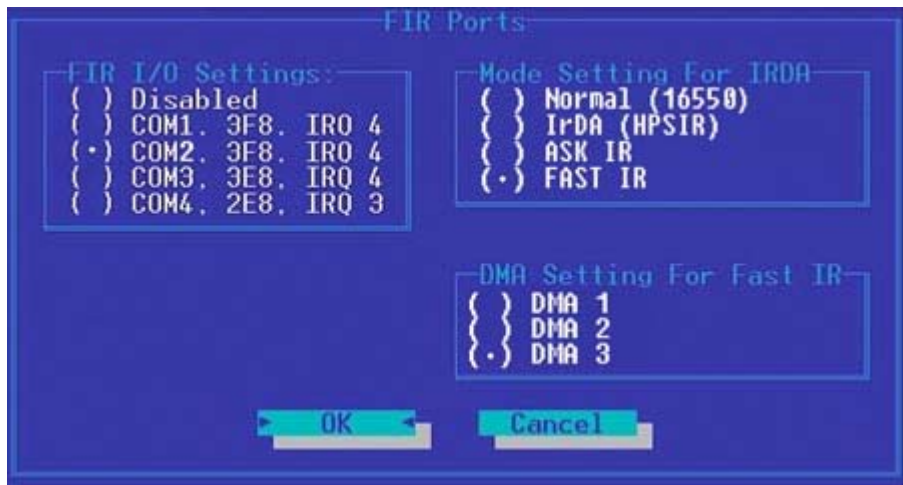 FIR Ports
FIR I/O Settings:
( ) Disabled
( ) COM1, 3F8, IRQ 4
(·) COM2, 3F8, IRQ 4
( ) COM3, 3E8, IRQ 4
( ) COM4, 2E8, IRQ 3
Mode Setting For IRDA
( ) Normal (16550)
( ) IrDA (HPSIR)
( ) ASK IR
(·) FAST IR
DMA Setting For Fast IR
( ) DMA 1
( ) DMA 2
(·) DMA 3
OK
Cancel